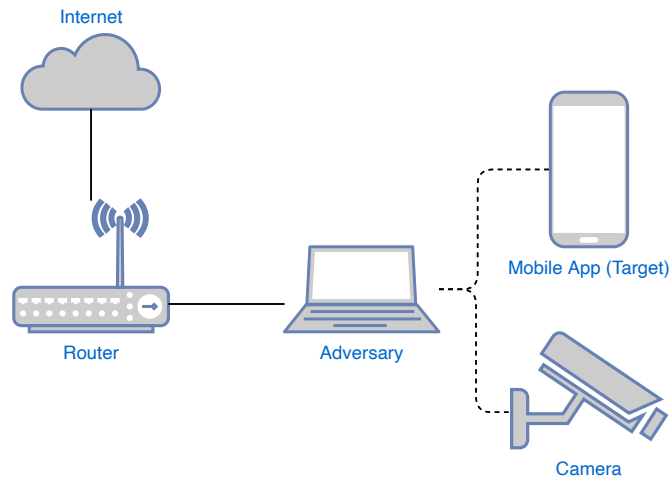 Internet
Mobile App (Target)
Router
Adversary
Camera